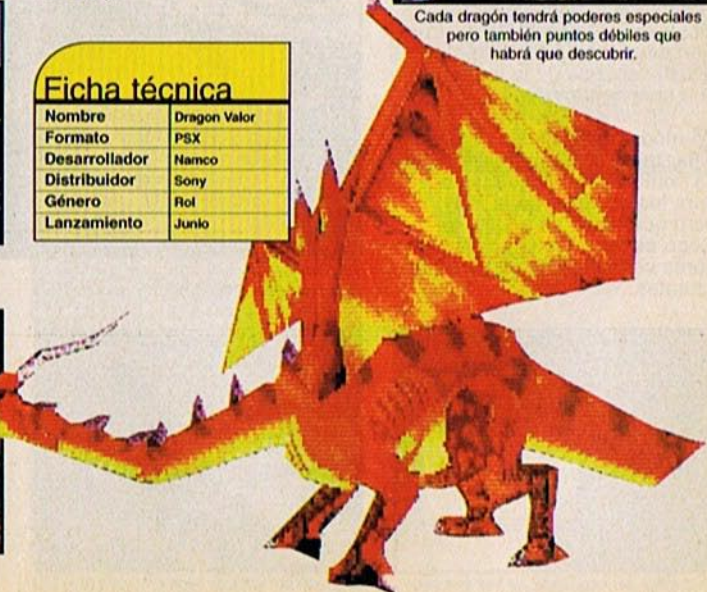 Cada dragón tendrá poderes especiales
pero también puntos débiles que
habrá que descubrir.
Ficha técnica
Nombre Dragon Valor
Formato PSX
Desarrollador Namco
Distribuidor Sony
Género Rol
Lanzamiento Junio